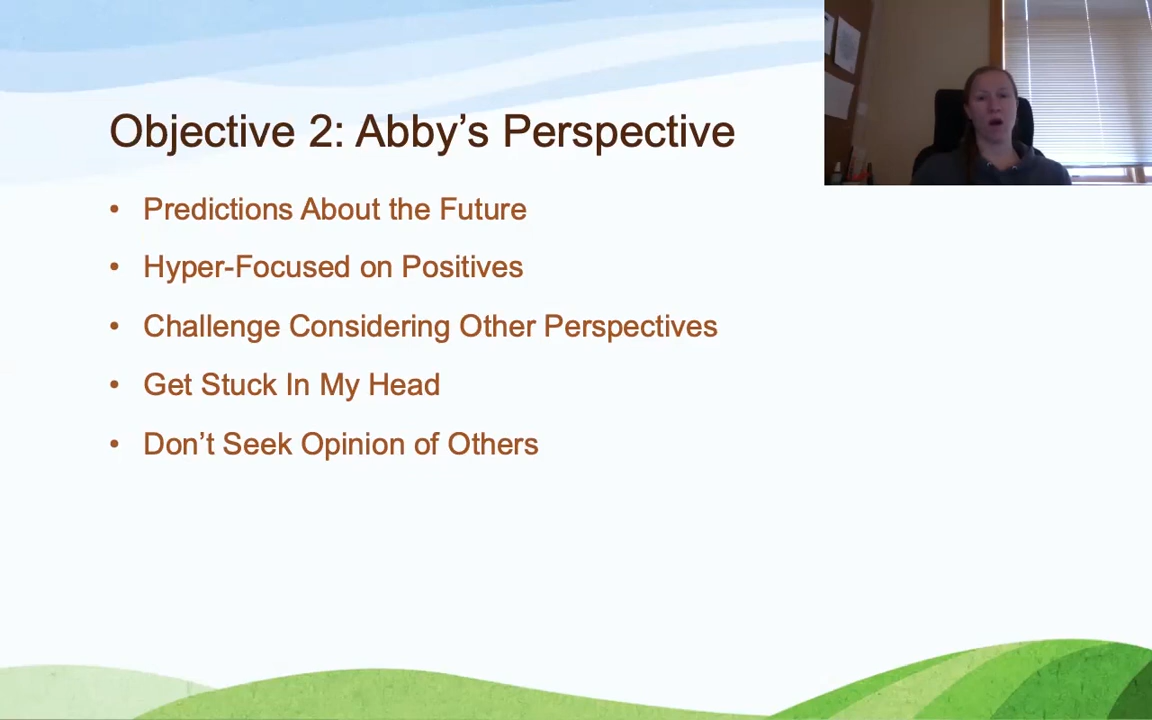 Objective 2: Abby’s Perspective
• Predictions About the Future
• Hyper-Focused on Positives
• Challenge Considering Other Perspectives
• Get Stuck In My Head
• Don’t Seek Opinion of Others